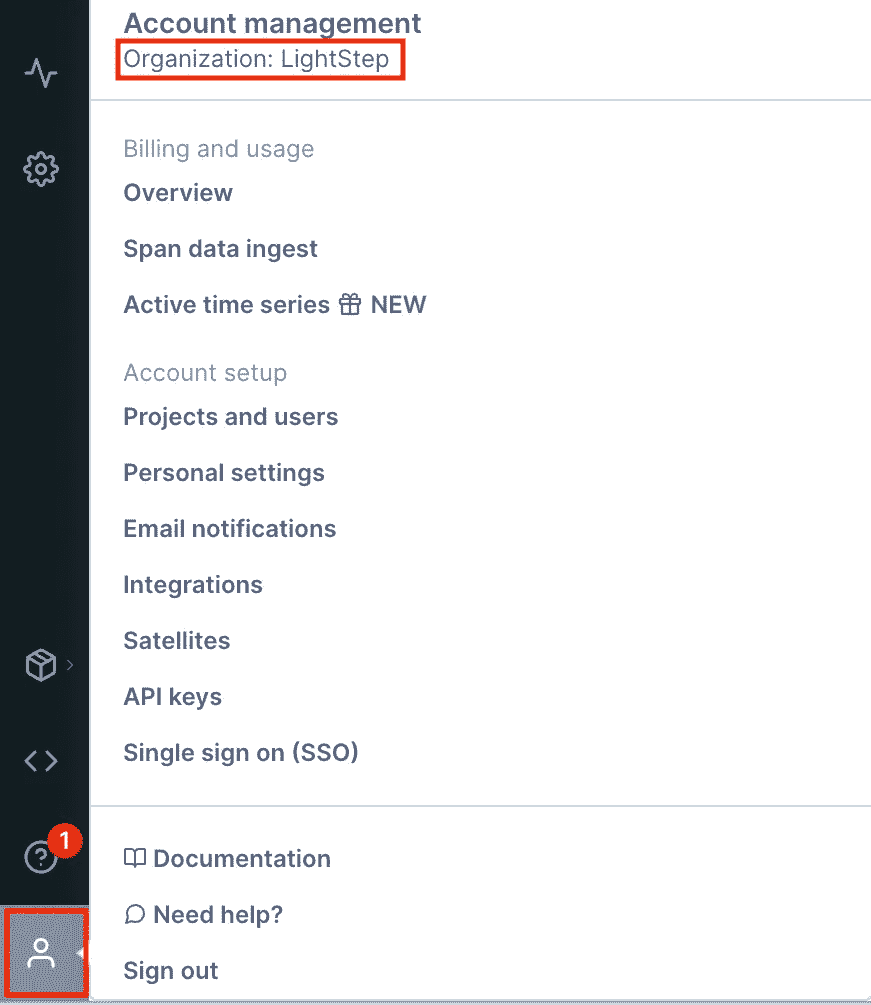 Account management
Organization: LightStep
Billing and usage
Overview
Span data ingest
Active time series NEW
Account setup
Projects and users
Personal settings
Email notifications
Integrations
Satellites
API keys
Single sign on (SSO)
1
Documentation
Need help?
Sign out